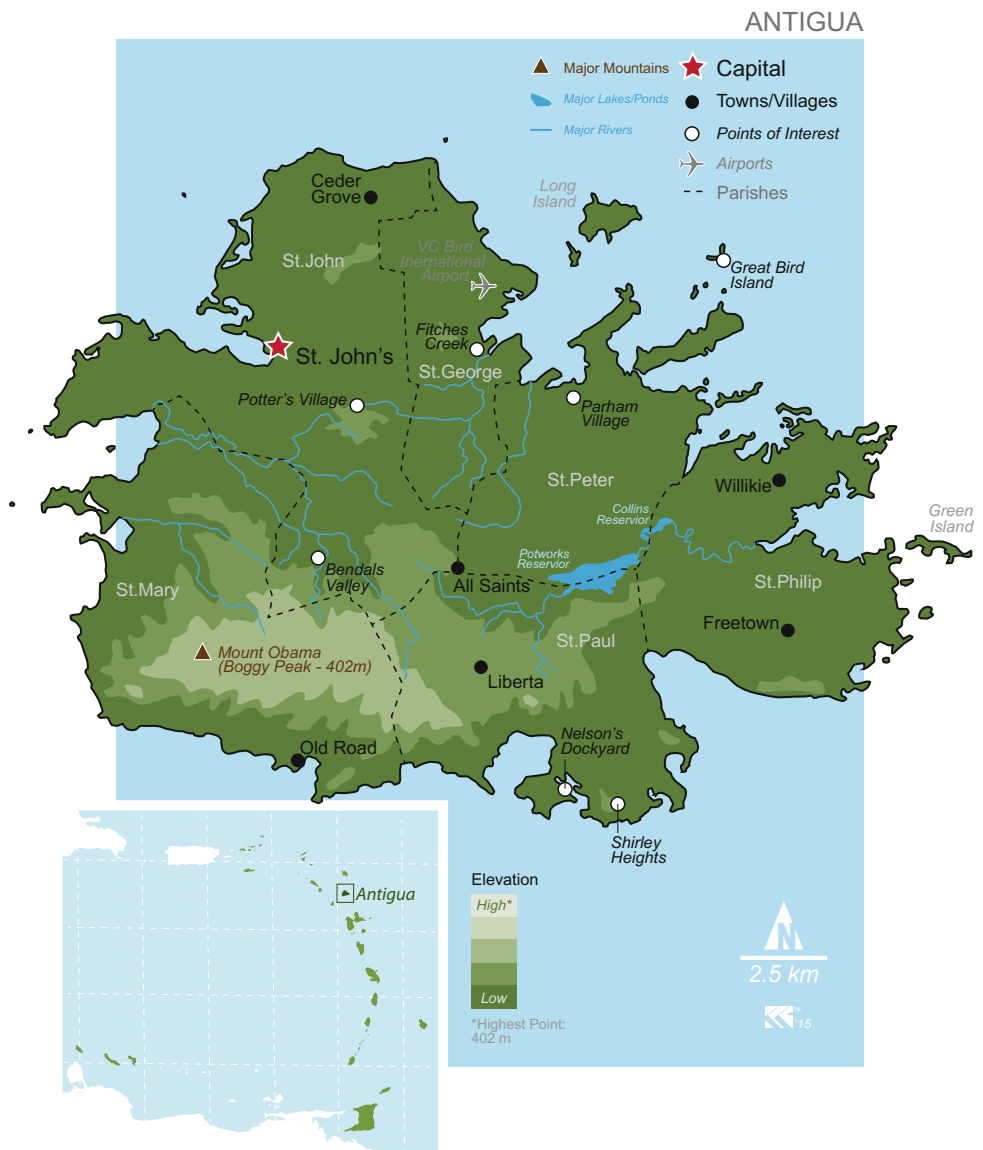 ANTIGUA
Major Mountains
Capital
Major Lakes/Ponds
Towns/Villages
Major Rivers
Points of Interest
Airports
Parishes
Ceder
Grove
Long
Island
St.John
VC Bird
Inernational
Airport
Great Bird
Island
Fitches
Creek
St. John's
St.George
Potter's Village
Parham
Village
St.Peter
Willikie
Collins
Reservior
Green
Island
Potworks
Reservior
Bendals
Valley
All Saints
St.Philip
St.Mary
Freetown
St.Paul
Mount Obama
(Boggy Peak - 402m)
Liberta
Old Road
Nelson's
Dockyard
Shirley
Heights
Antigua
Elevation
High*
Low
*Highest Point:
402 m
N
2.5 km
'15